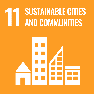 11 SUSTAINABLE CITIES
AND COMMUNITIES